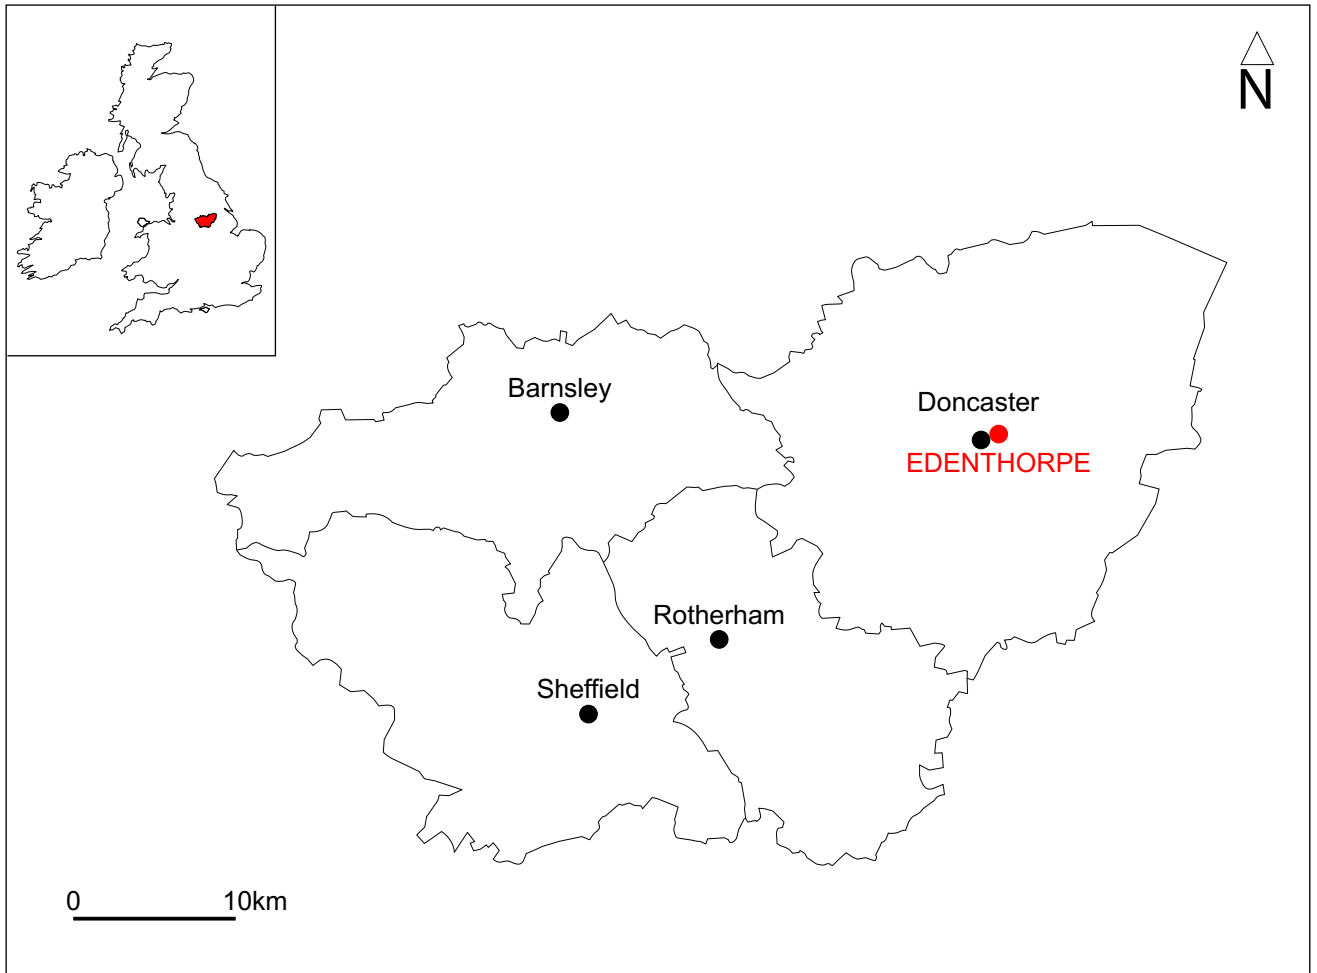 N
Barnsley
Doncaster
EDENTHORPE
Rotherham
Sheffield
0 10km